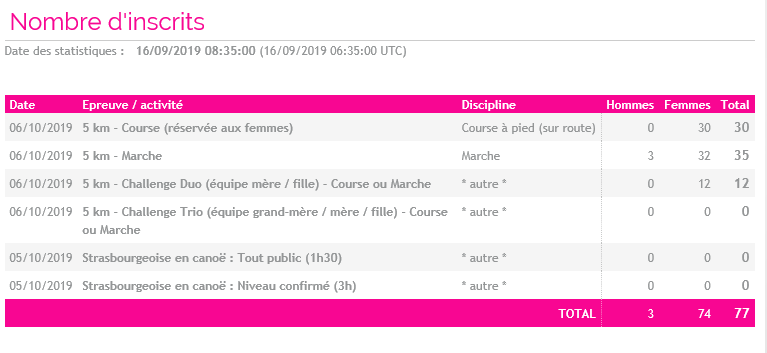 Nombre d'inscrits
Date des statistiques : 16/09/2019 08:35:00 (16/09/2019 06:35:00 UTC)
Date Epreuve / activité Discipline Hommes Femmes Total
06/10/2019 5 km - Course (réservée aux femmes) Course à pied (sur route) 0 30 30
06/10/2019 5 km - Marche Marche 3 32 35
06/10/2019 5 km - Challenge Duo (équipe mère / fille) - Course ou Marche * autre * 0 12 12
06/10/2019 5 km - Challenge Trio (équipe grand-mère / mère / fille) - Course * autre * 0 0 0
ou Marche
05/10/2019 Strasbourgeoise en canoë : Tout public (1h30) * autre * 0 0 0
05/10/2019 Strasbourgeoise en canoë : Niveau confirmé (3h) * autre * 0 0 0
TOTAL 3 74 77